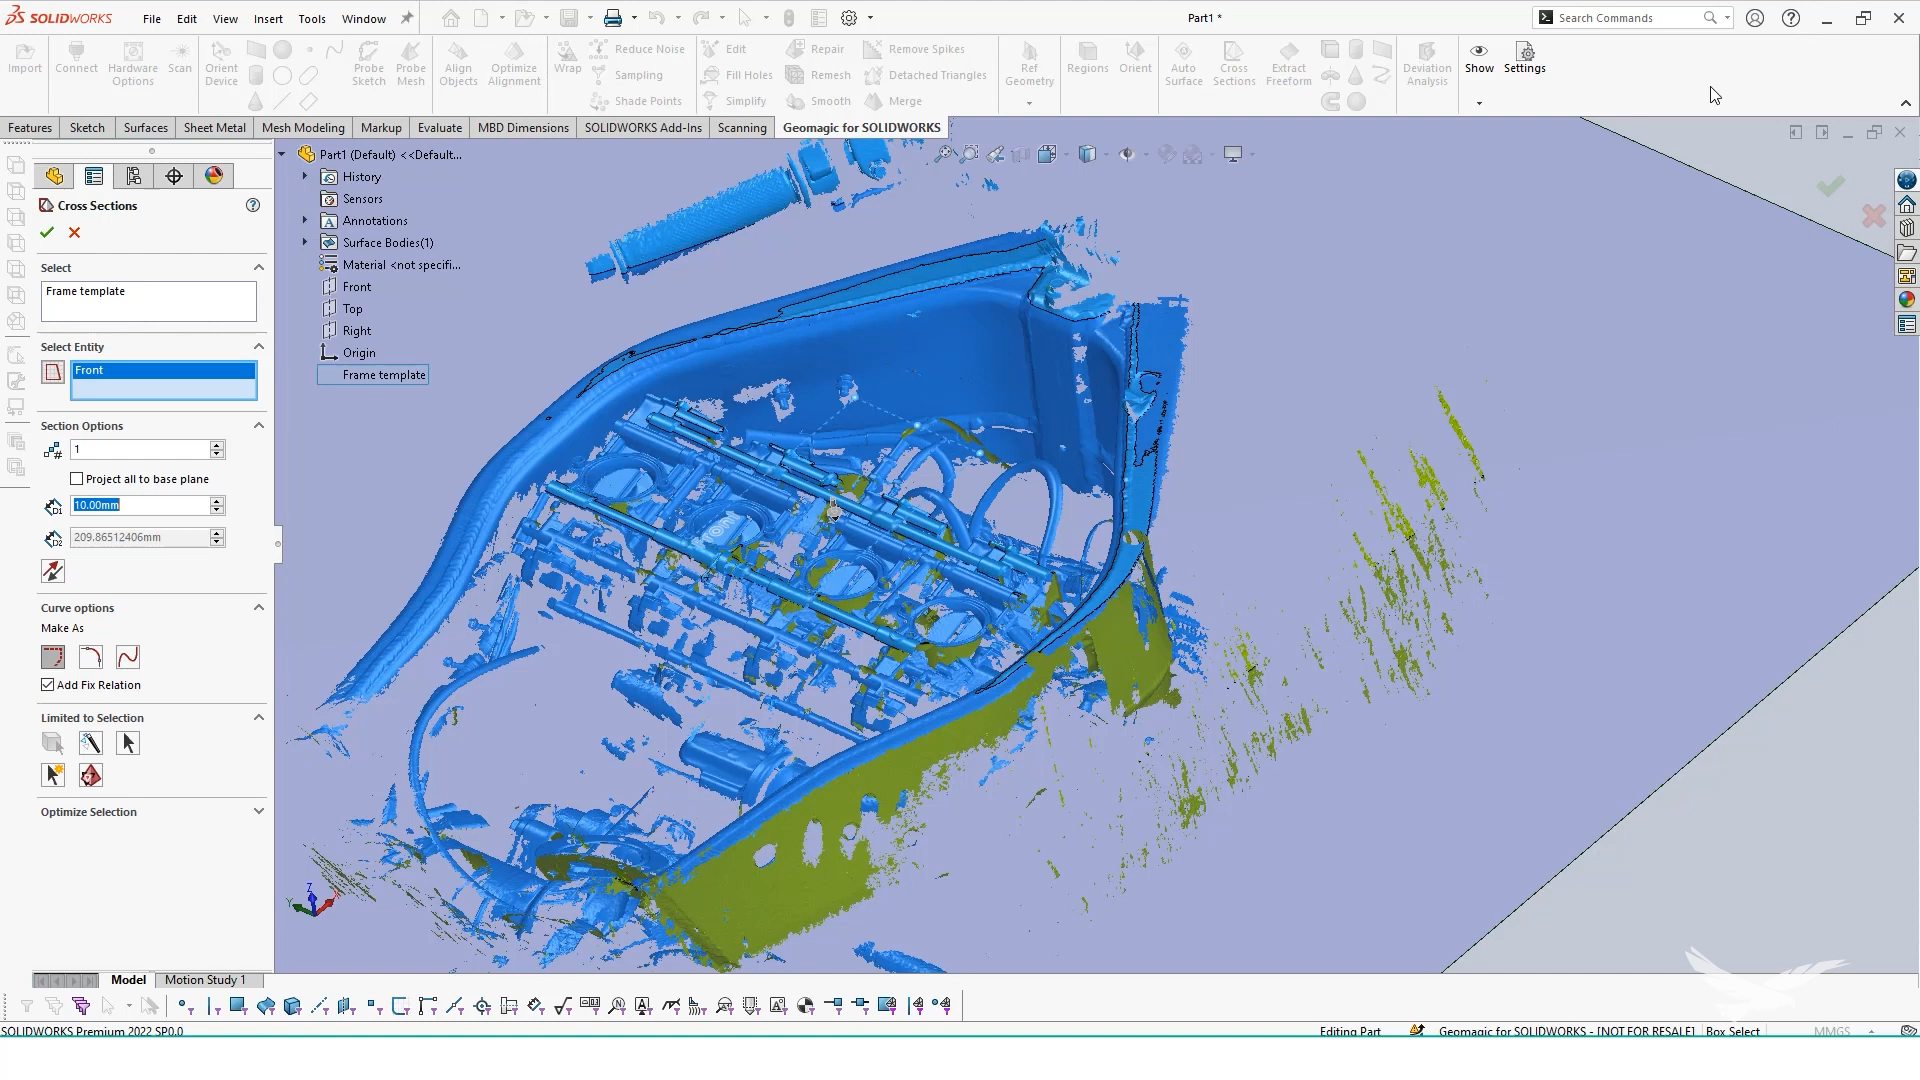 SOLIDWORKS
File Edit View Insert Tools Window
Part1 *
Search Commands
Import
Connect
Hardware Options
Scan
Orient Device
Probe Sketch
Probe Mesh
Align Objects
Optimize Alignment
Wrap
Reduce Noise
Sampling
Shade Points
Edit
Fill Holes
Simplify
Repair
Remesh
Smooth
Remove Spikes
Detached Triangles
Merge
Ref Geometry
Regions
Orient
Auto Surface
Cross Sections
Extract Freeform
Deviation Analysis
Show
Settings
Features Sketch Surfaces Sheet Metal Mesh Modeling Markup Evaluate MBD Dimensions SOLIDWORKS Add-Ins Scanning Geomagic for SOLIDWORKS
Cross Sections
Select
Frame template
Select Entity
Front
Section Options
1
Project all to base plane
10.00mm
209.86512406mm
Curve options
Make As
Add Fix Relation
Limited to Selection
Optimize Selection
Part1 (Default) <<Default...
History
Sensors
Annotations
Surface Bodies(1)
Material <not specifi...
Front
Top
Right
Origin
Frame template
Z
Y
X
Model Motion Study 1
SOLIDWORKS Premium 2022 SP0.0
Editing Part
Geomagic for SOLIDWORKS - [NOT FOR RESALE]
Box Select
MMGS